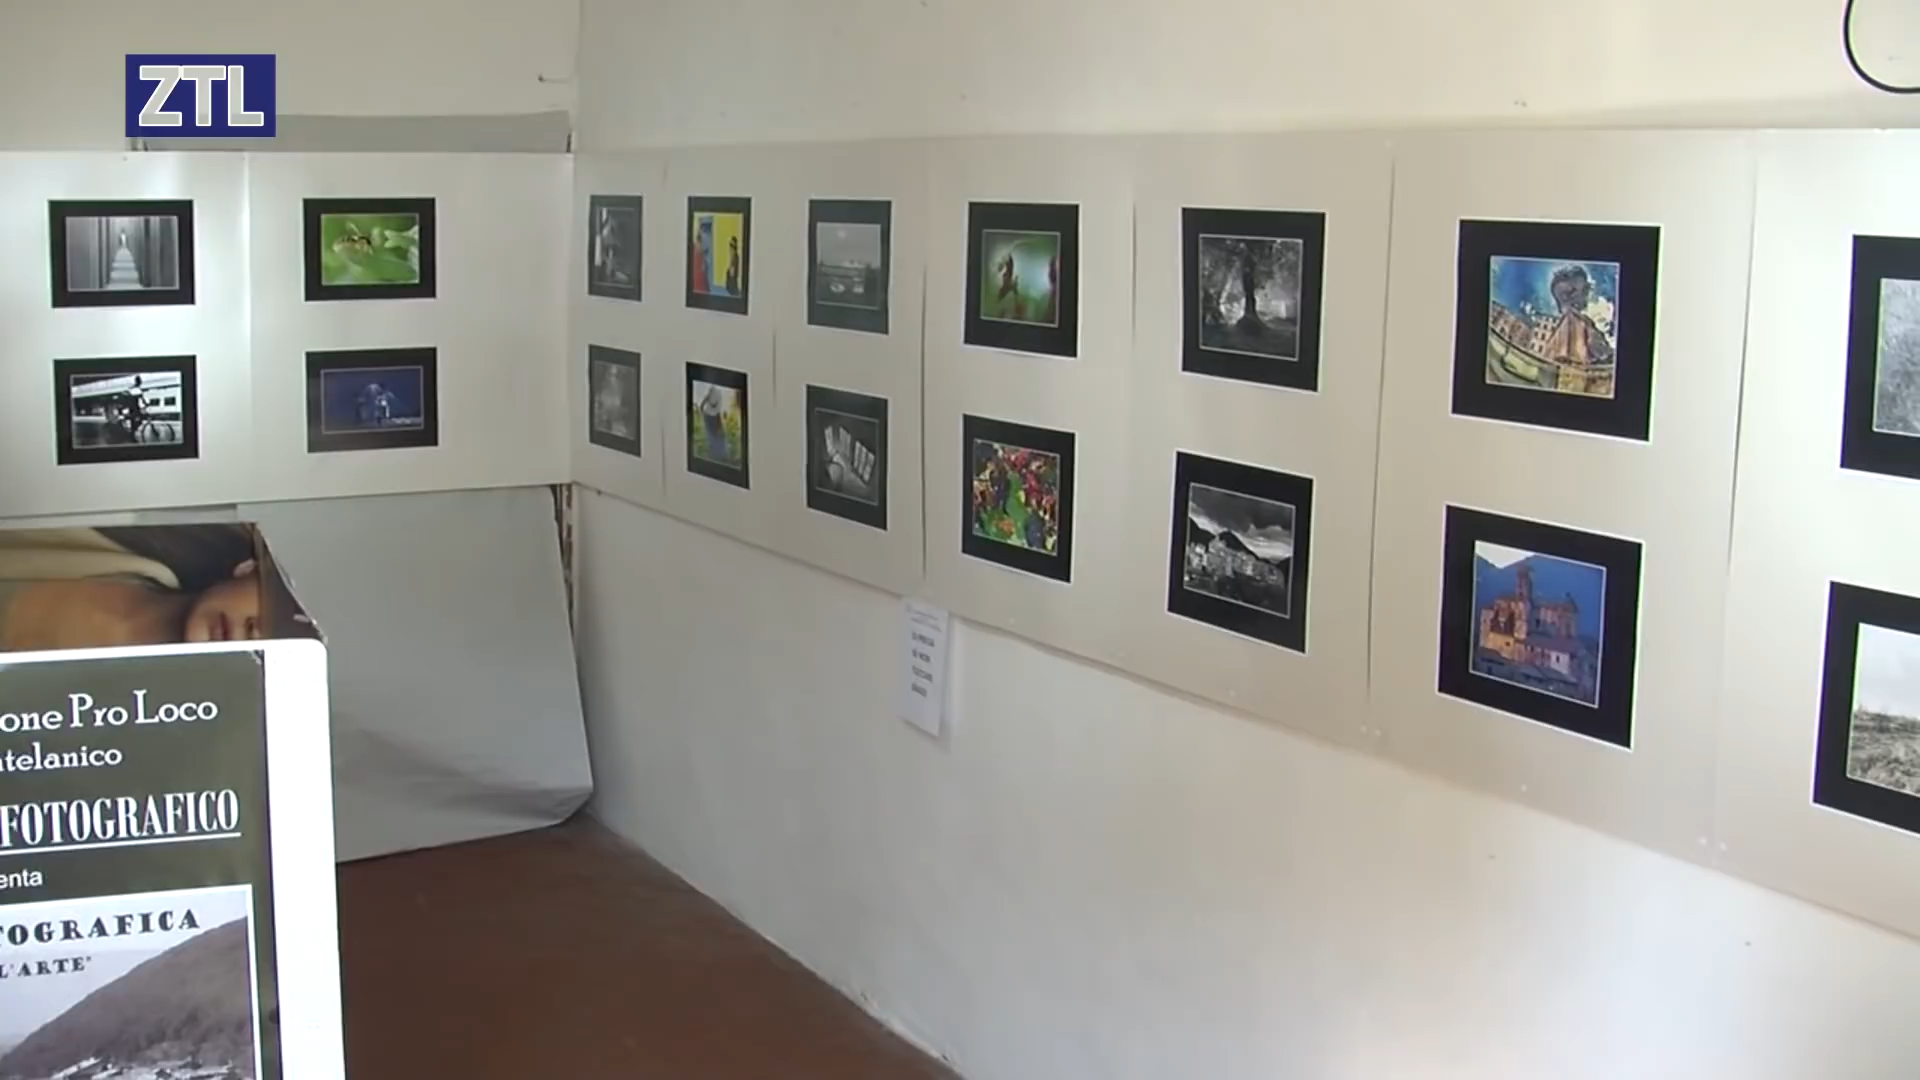 ZTL
one Pro Loco
telanico
FOTOGRAFICO
enta
TOGRAFICA
L'ARTE"